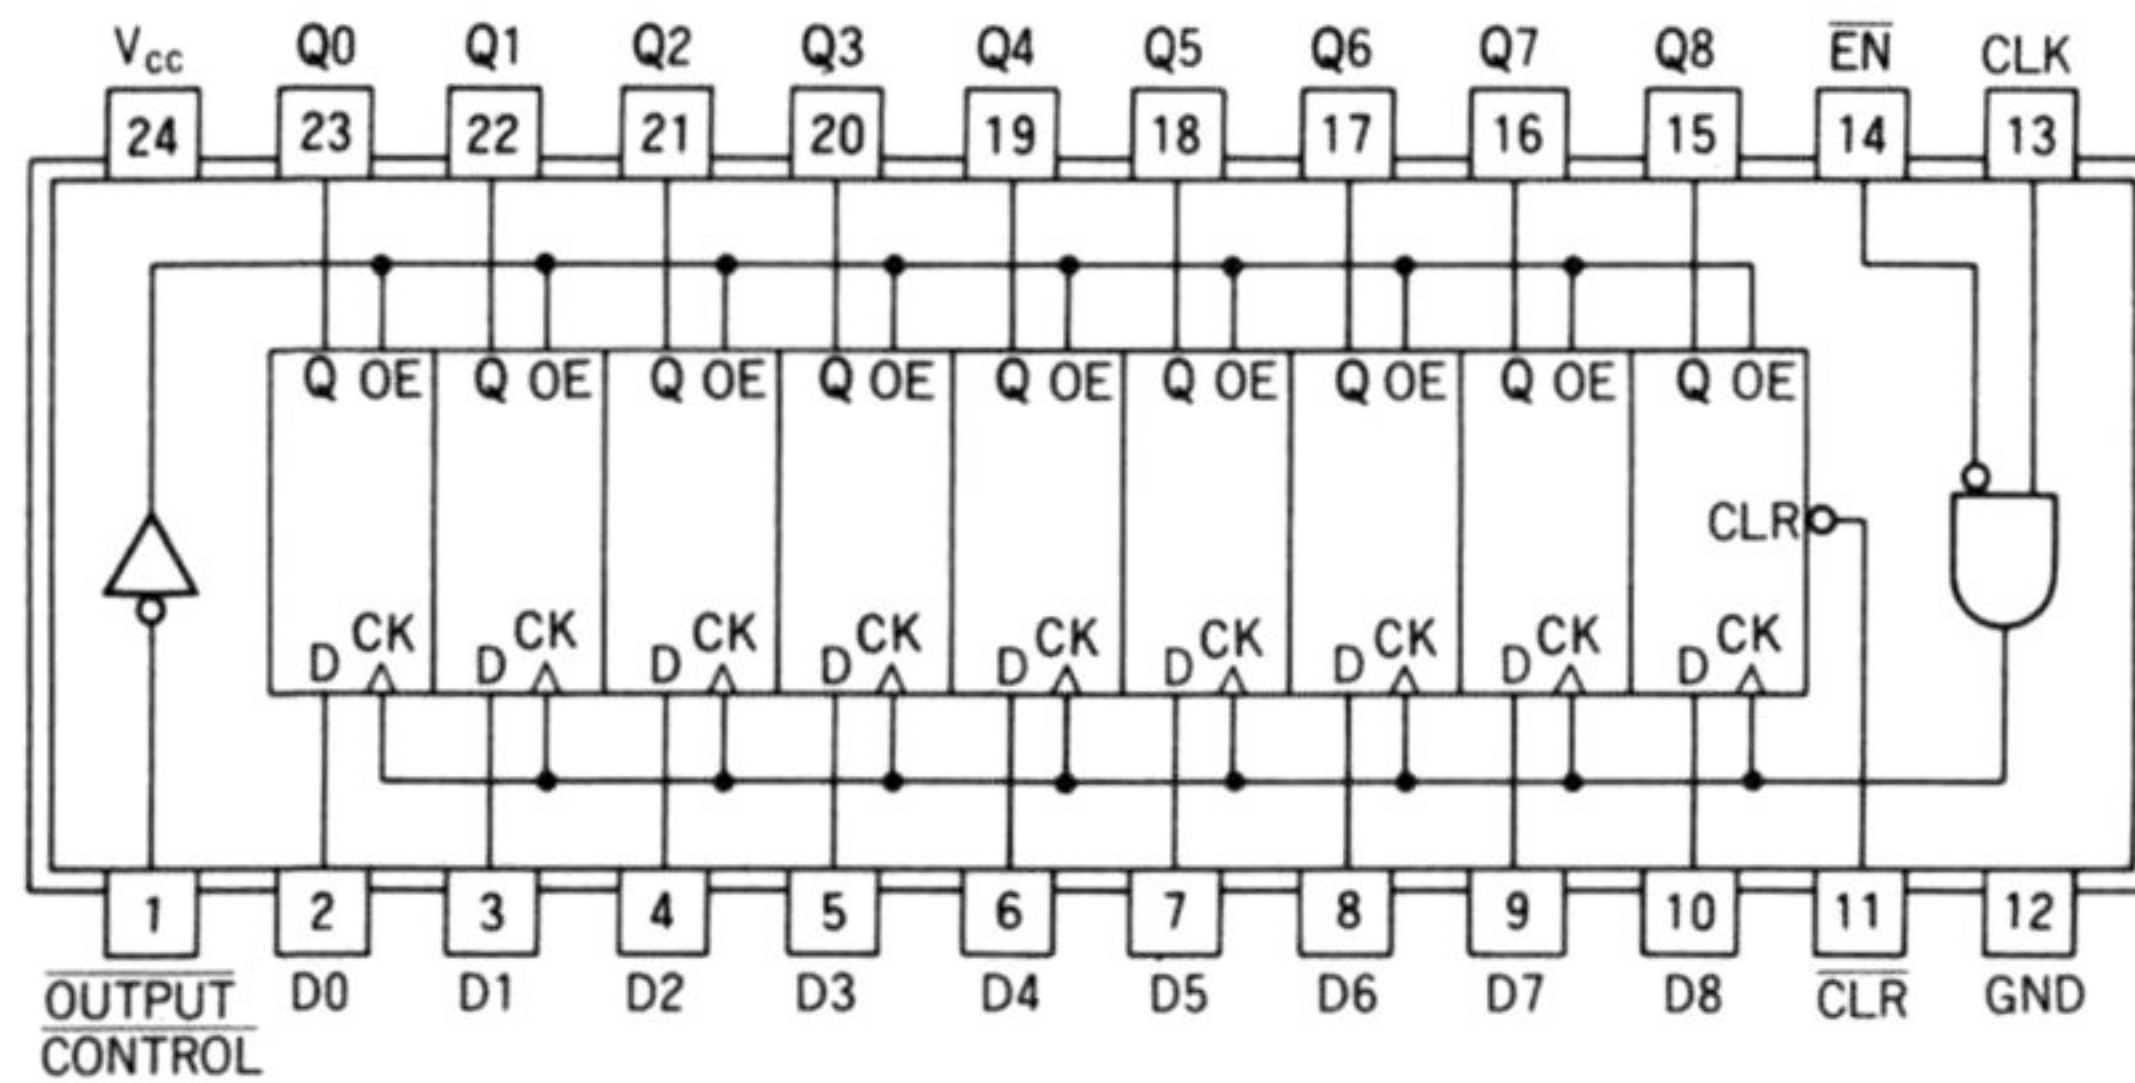 Vcc Q0 Q1 Q2 Q3 Q4 Q5 Q6 Q7 Q8 EN CLK
24 23 22 21 20 19 18 17 16 15 14 13
Q OE Q OE Q OE Q OE Q OE Q OE Q OE Q OE Q OE
CLR
D CK D CK D CK D CK D CK D CK D CK D CK D CK
1 2 3 4 5 6 7 8 9 10 11 12
OUTPUT D0 D1 D2 D3 D4 D5 D6 D7 D8 CLR GND
CONTROL